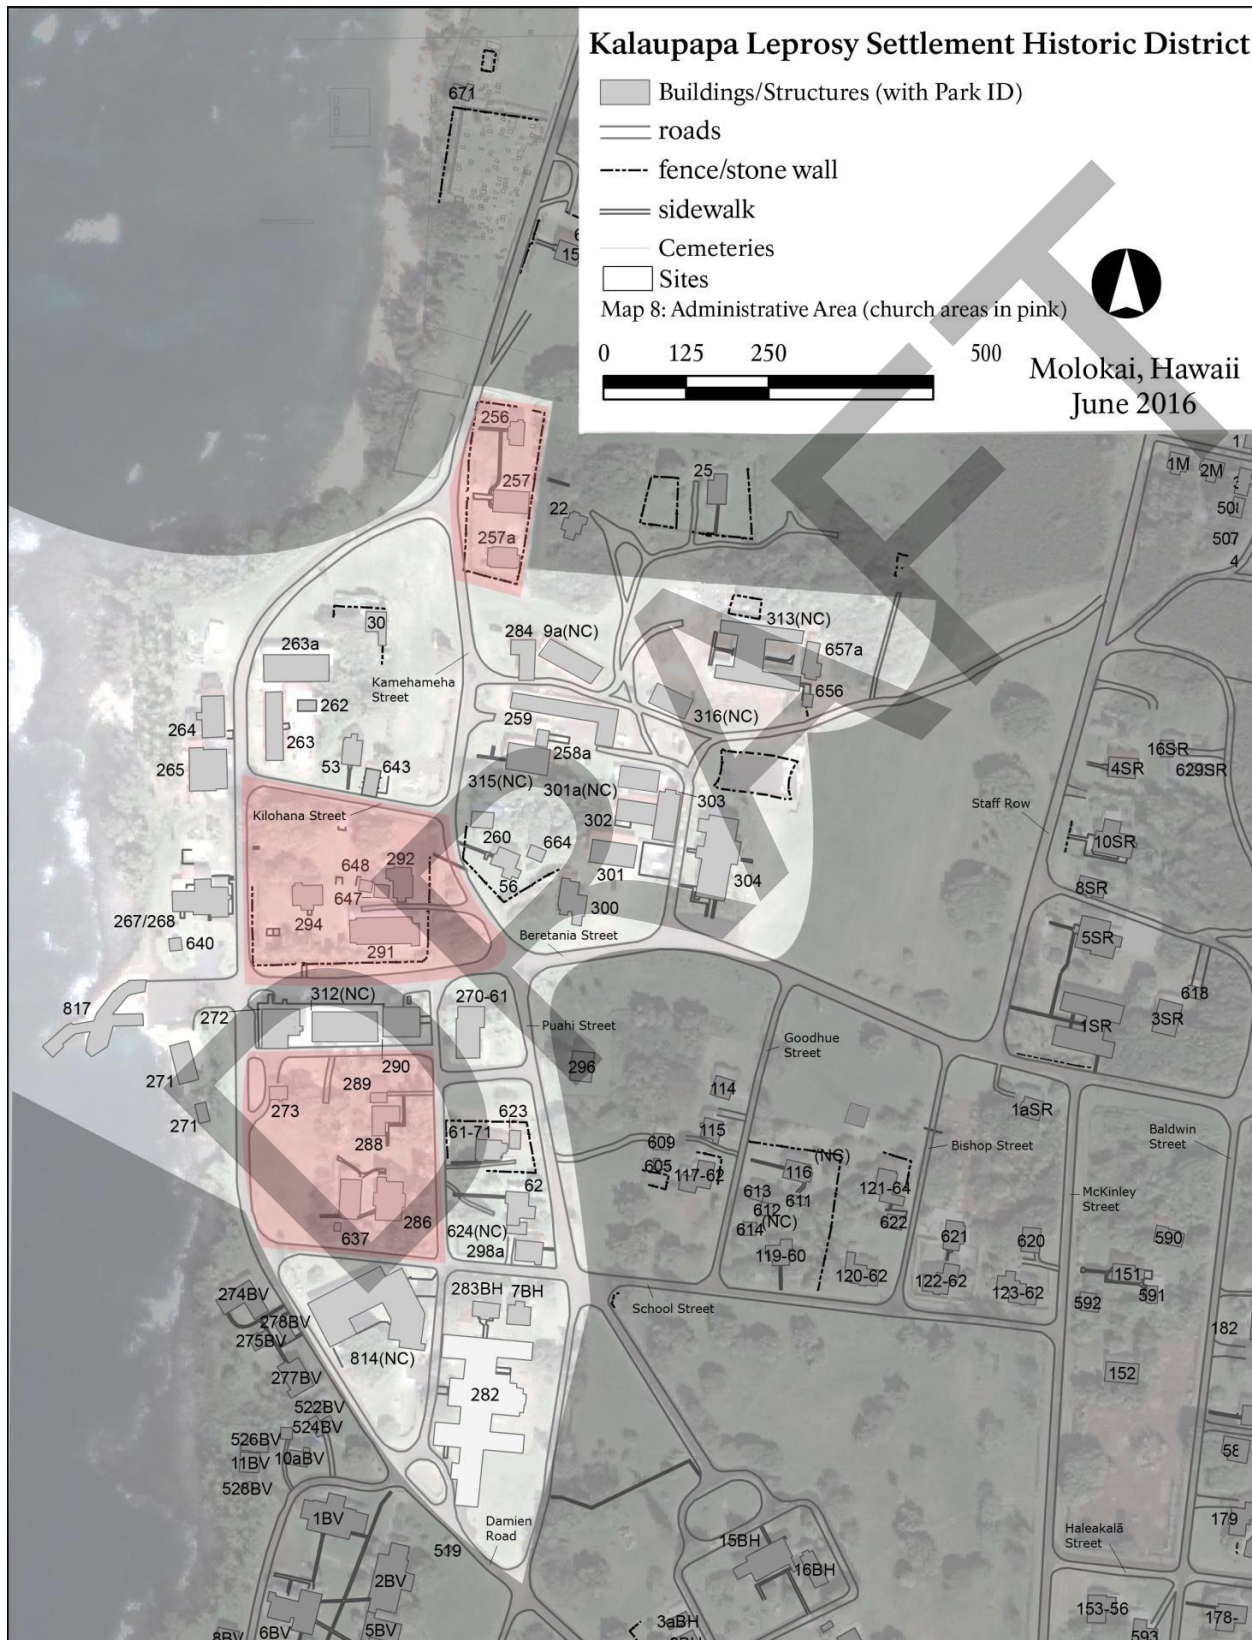 Kalaupapa Leprosy Settlement Historic District
Buildings/Structures (with Park ID)
roads
fence/stone wall
sidewalk
Cemeteries
Sites
Map 8: Administrative Area (church areas in pink)
0 125 250 500
Molokai, Hawaii
June 2016
DRAFT
671
15
256
257
257a
22
25
1M
2M
507
4
30
263a
284
9a(NC)
313(NC)
657a
656
Kamehameha
Street
262
263
264
265
259
258a
316(NC)
53
643
315(NC)
301a(NC)
302
303
Kilohana Street
260
664
56
301
304
300
Staff Row
16SR
4SR
629SR
10SR
8SR
5SR
618
1SR
3SR
648
292
647
294
291
267/268
640
Beretania Street
817
272
312(NC)
270-61
Puahi Street
Goodhue
Street
271
271
290
289
273
288
296
114
115
1aSR
Bishop Street
Baldwin
Street
61-71
623
609
605
117-62
116
(NC)
121-64
613
612
611
614
(NC)
622
McKinley
Street
62
624(NC)
298a
286
637
119-60
120-62
621
620
122-62
123-62
590
151
591
592
182
School Street
274BV
278BV
275BV
277BV
283BH
7BH
814(NC)
282
152
522BV
524BV
526BV
11BV
10aBV
528BV
58
1BV
519
Damien
Road
15BH
16BH
179
Haleakalā
Street
2BV
6BV
5BV
8BV
3aBH
153-56
593
178-